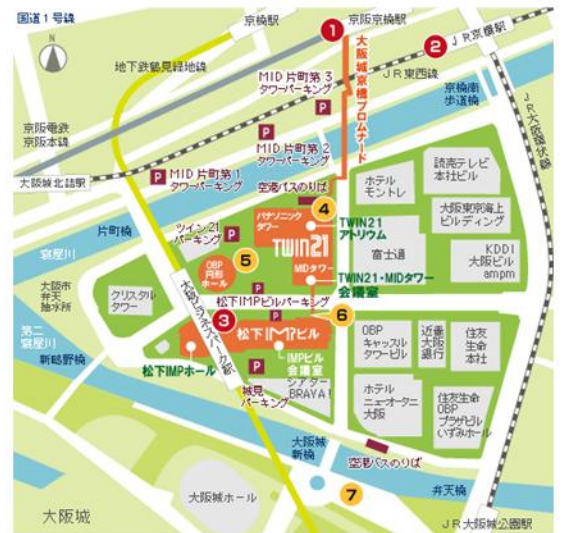 国道1号線
京橋駅
京阪京橋駅
1
2
JR京橋駅
N
地下鉄鶴見緑地線
大阪城京橋プロムナード
JR東西線
MID片町第3
タワーパーキング
P
京橋南
歩道橋
京阪電鉄
京阪本線
P
MID片町第2
タワーパーキング
P
MID片町第1
タワーパーキング
大阪城北詰駅
空港バスのりば
ホテル
モントレ
読売テレビ
本社ビル
片町橋
ツイン21
パーキング
P
パナソニック
タワー
4
TWIN21
アトリウム
大阪東京海上
ビルディング
寝屋川
TWIN21
5
OBP
円形
ホール
MIDタワー
富士通
KDDI
大阪ビル
ampm
TWIN21・MIDタワー
会議室
大阪市
弁天
抽水所
クリスタル
タワー
大阪ビジネスパーク駅
松下IMPビルパーキング
P
P
6
第二
寝屋川
3
松下IMPビル
OBP
キャッスル
タワービル
近畿
大阪
銀行
住友
生命
本社
新鴫野橋
松下IMPホール
IMPビル
会議室
P
城見
パーキング
シアター
BRAVA!
ホテル
ニューオータニ
大阪
住友生命
OBP
プラザビル
いずみホール
大阪城
新橋
空港バスのりば
7
弁天橋
大阪城ホール
大阪城
JR大阪城公園駅